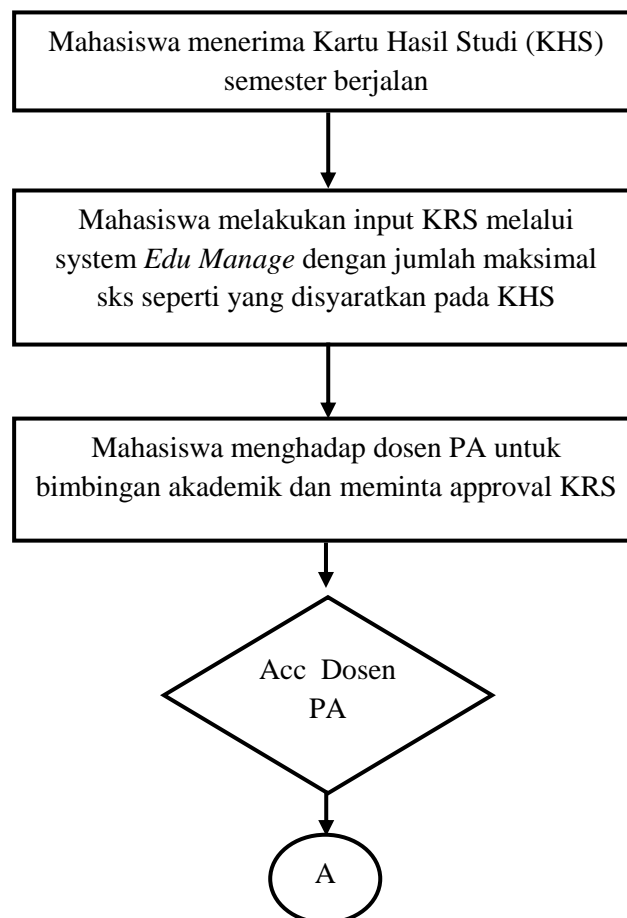 Mahasiswa menerima Kartu Hasil Studi (KHS)
semester berjalan
Mahasiswa melakukan input KRS melalui
system Edu Manage dengan jumlah maksimal
sks seperti yang disyaratkan pada KHS
Mahasiswa menghadap dosen PA untuk
bimbingan akademik dan meminta approval KRS
Acc Dosen
PA
A